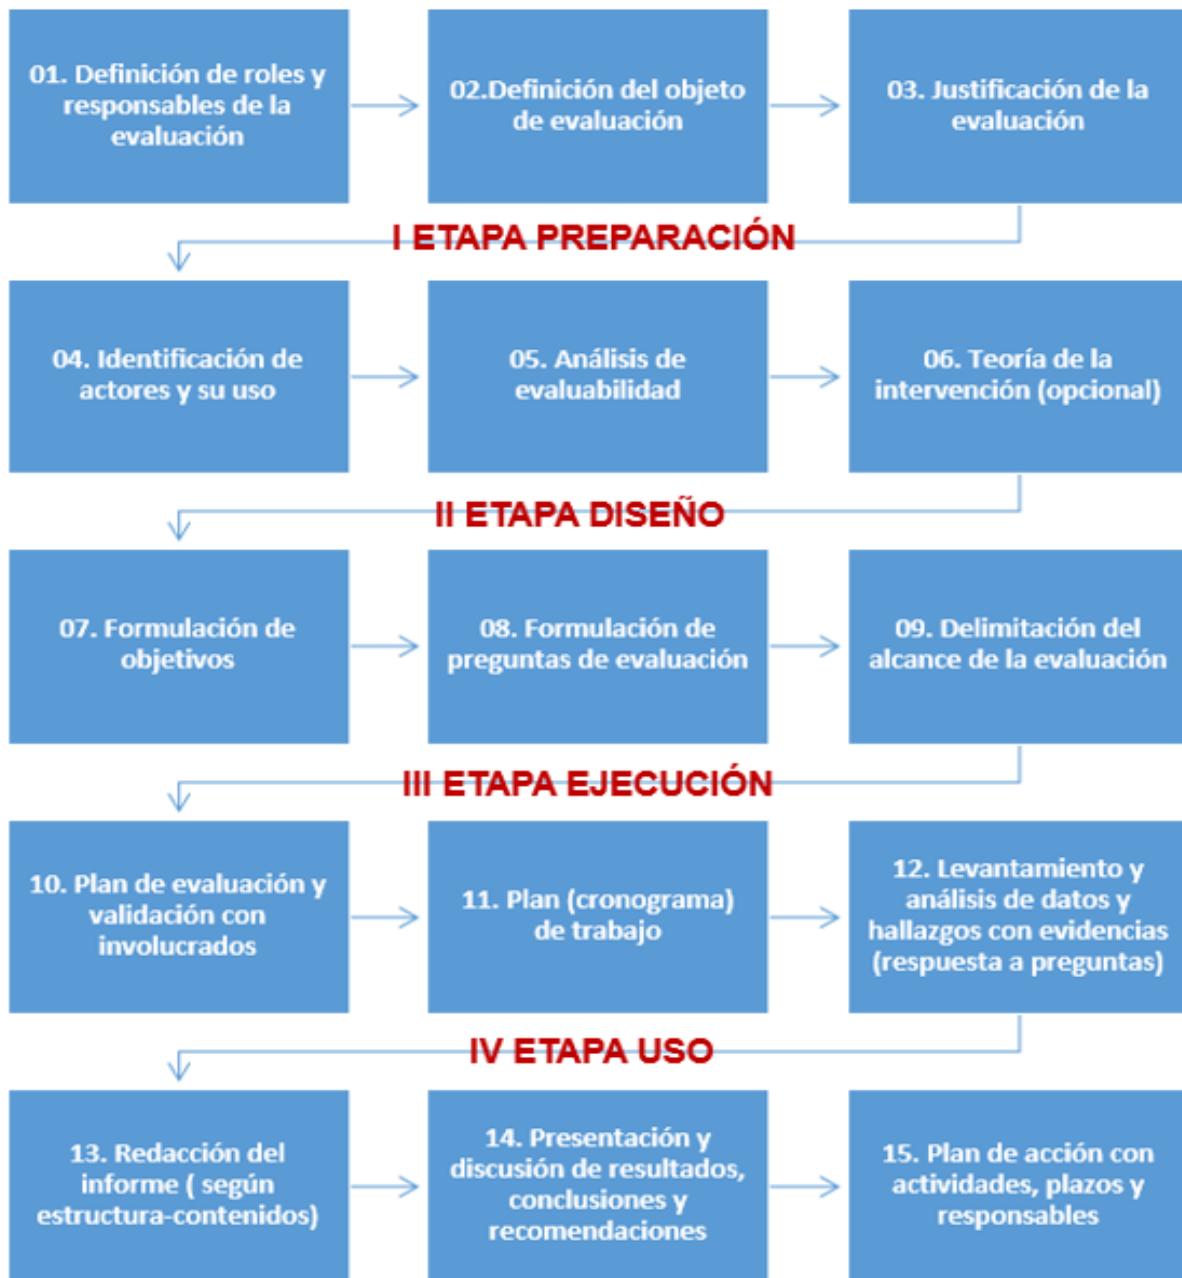 01. Definición de roles y
responsables de la
evaluación
02.Definición del objeto
de evaluación
03. Justificación de la
evaluación
I ETAPA PREPARACIÓN
04. Identificación de
actores y su uso
05. Análisis de
evaluabilidad
06. Teoría de la
intervención (opcional)
II ETAPA DISEÑO
07. Formulación de
objetivos
08. Formulación de
preguntas de evaluación
09. Delimitación del
alcance de la evaluación
III ETAPA EJECUCIÓN
10. Plan de evaluación y
validación con
involucrados
11. Plan (cronograma)
de trabajo
12. Levantamiento y
análisis de datos y
hallazgos con evidencias
(respuesta a preguntas)
IV ETAPA USO
13. Redacción del
informe ( según
estructura-contenidos)
14. Presentación y
discusión de resultados,
conclusiones y
recomendaciones
15. Plan de acción con
actividades, plazos y
responsables